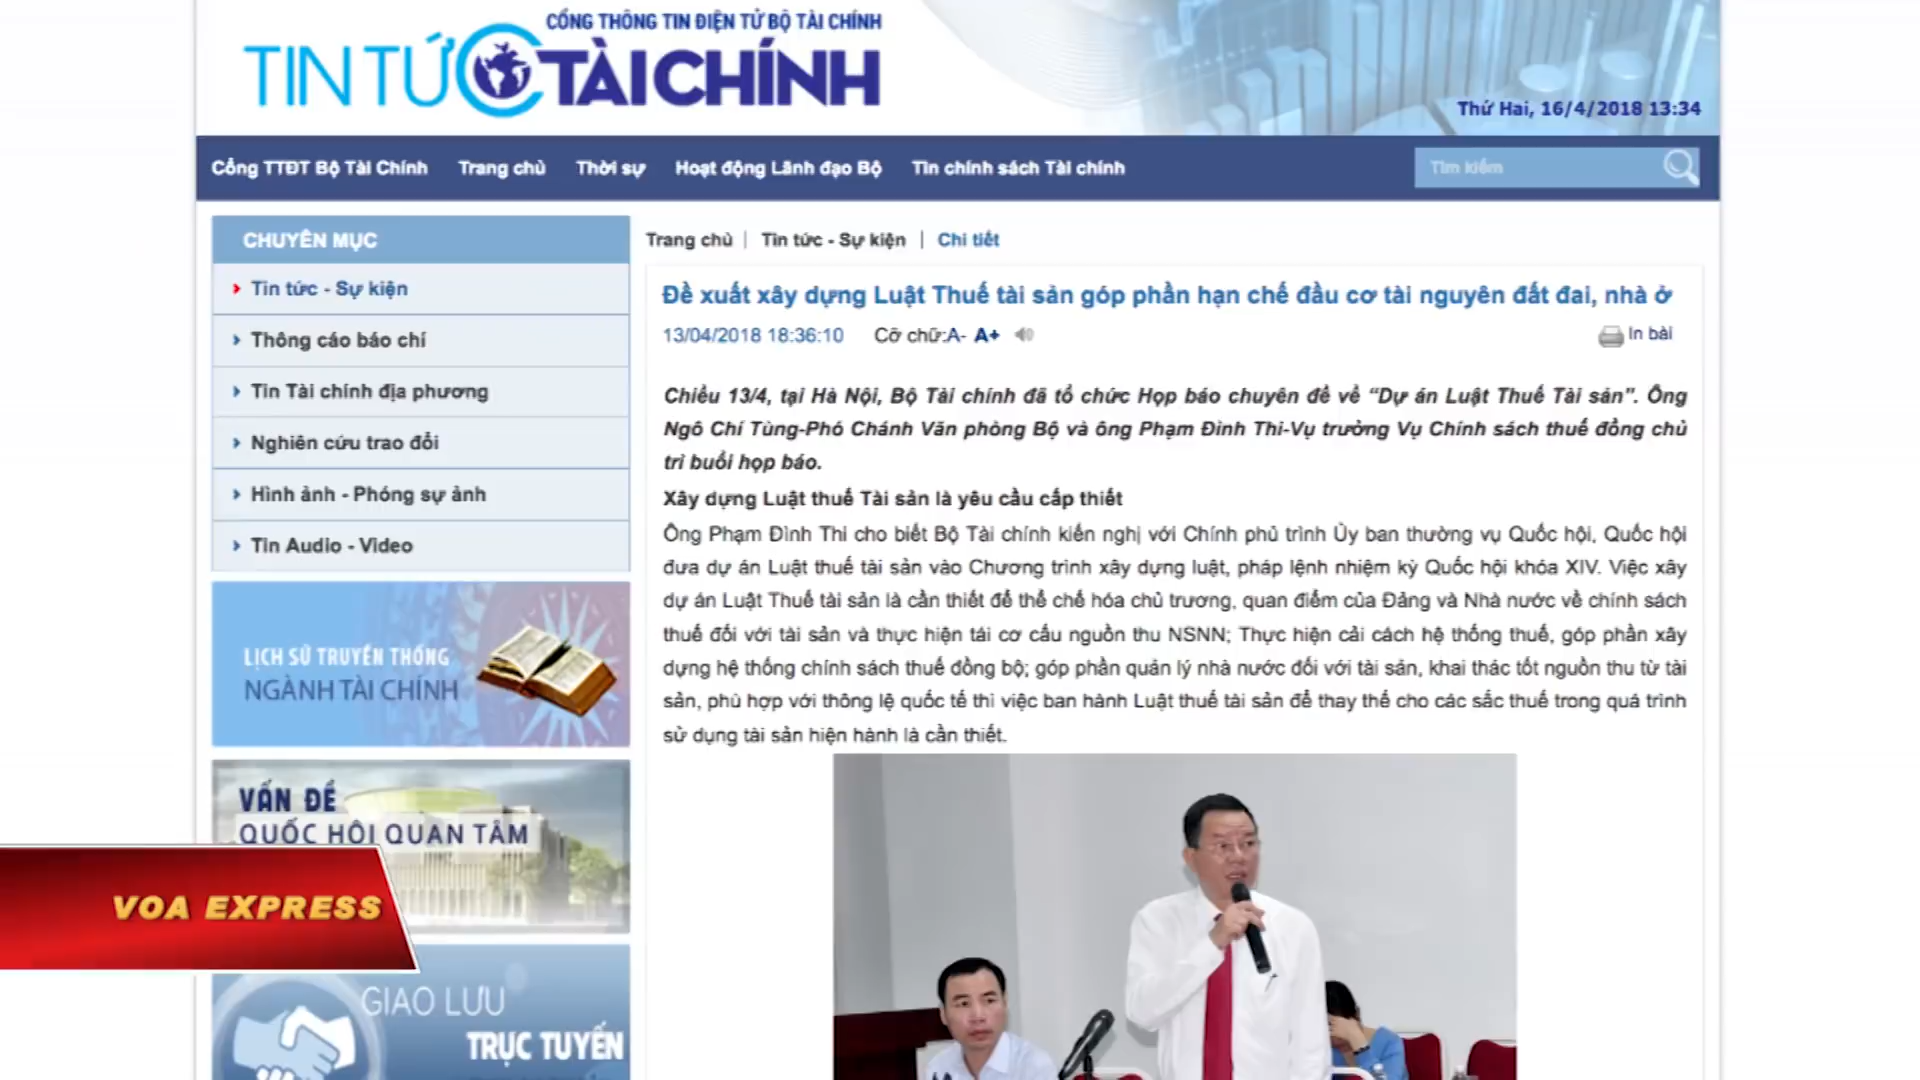 CỔNG THÔNG TIN ĐIỆN TỬ BỘ TÀI CHÍNH
TIN TỨC TÀI CHÍNH
Thứ Hai, 16/4/2018 13:34
Cổng TTĐT Bộ Tài Chính Trang chủ Thời sự Hoạt động Lãnh đạo Bộ Tin chính sách Tài chính Tìm kiếm
CHUYÊN MỤC
Tin tức - Sự kiện
Thông cáo báo chí
Tin Tài chính địa phương
Nghiên cứu trao đổi
Hình ảnh - Phóng sự ảnh
Tin Audio - Video
LỊCH SỬ TRUYỀN THỐNG
NGÀNH TÀI CHÍNH
VẤN ĐỀ
QUỐC HỘI QUAN TÂM
VOA EXPRESS
GIAO LƯU
TRỰC TUYẾN
Trang chủ | Tin tức - Sự kiện | Chi tiết
Đề xuất xây dựng Luật Thuế tài sản góp phần hạn chế đầu cơ tài nguyên đất đai, nhà ở
13/04/2018 18:36:10 Cỡ chữ:A- A+ In bài
Chiều 13/4, tại Hà Nội, Bộ Tài chính đã tổ chức Họp báo chuyên đề về “Dự án Luật Thuế Tài sản”. Ông
Ngô Chí Tùng-Phó Chánh Văn phòng Bộ và ông Phạm Đình Thi-Vụ trưởng Vụ Chính sách thuế đồng chủ
trì buổi họp báo.
Xây dựng Luật thuế Tài sản là yêu cầu cấp thiết
Ông Phạm Đình Thi cho biết Bộ Tài chính kiến nghị với Chính phủ trình Ủy ban thường vụ Quốc hội, Quốc hội
đưa dự án Luật thuế tài sản vào Chương trình xây dựng luật, pháp lệnh nhiệm kỳ Quốc hội khóa XIV. Việc xây
dự án Luật Thuế tài sản là cần thiết để thể chế hóa chủ trương, quan điểm của Đảng và Nhà nước về chính sách
thuế đối với tài sản và thực hiện tái cơ cấu nguồn thu NSNN; Thực hiện cải cách hệ thống thuế, góp phần xây
dựng hệ thống chính sách thuế đồng bộ; góp phần quản lý nhà nước đối với tài sản, khai thác tốt nguồn thu từ tài
sản, phù hợp với thông lệ quốc tế thì việc ban hành Luật thuế tài sản để thay thế cho các sắc thuế trong quá trình
sử dụng tài sản hiện hành là cần thiết.